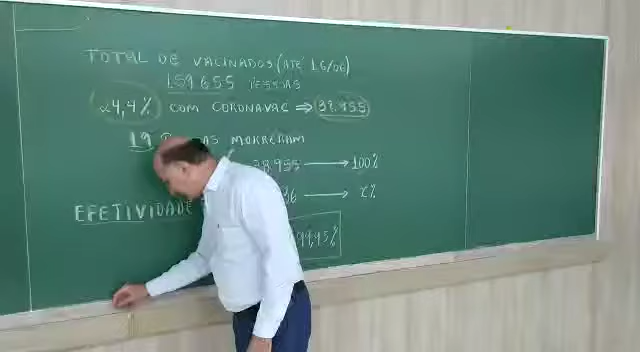 TOTAL DE VACINADOS (ATÉ 16/06)
159.655 PESSOAS
24,4% COM CORONAVAC ⇒ 38.955
19 MORRERAM
38.955 → 100%
36 → x%
EFETIVIDADE
99,95%